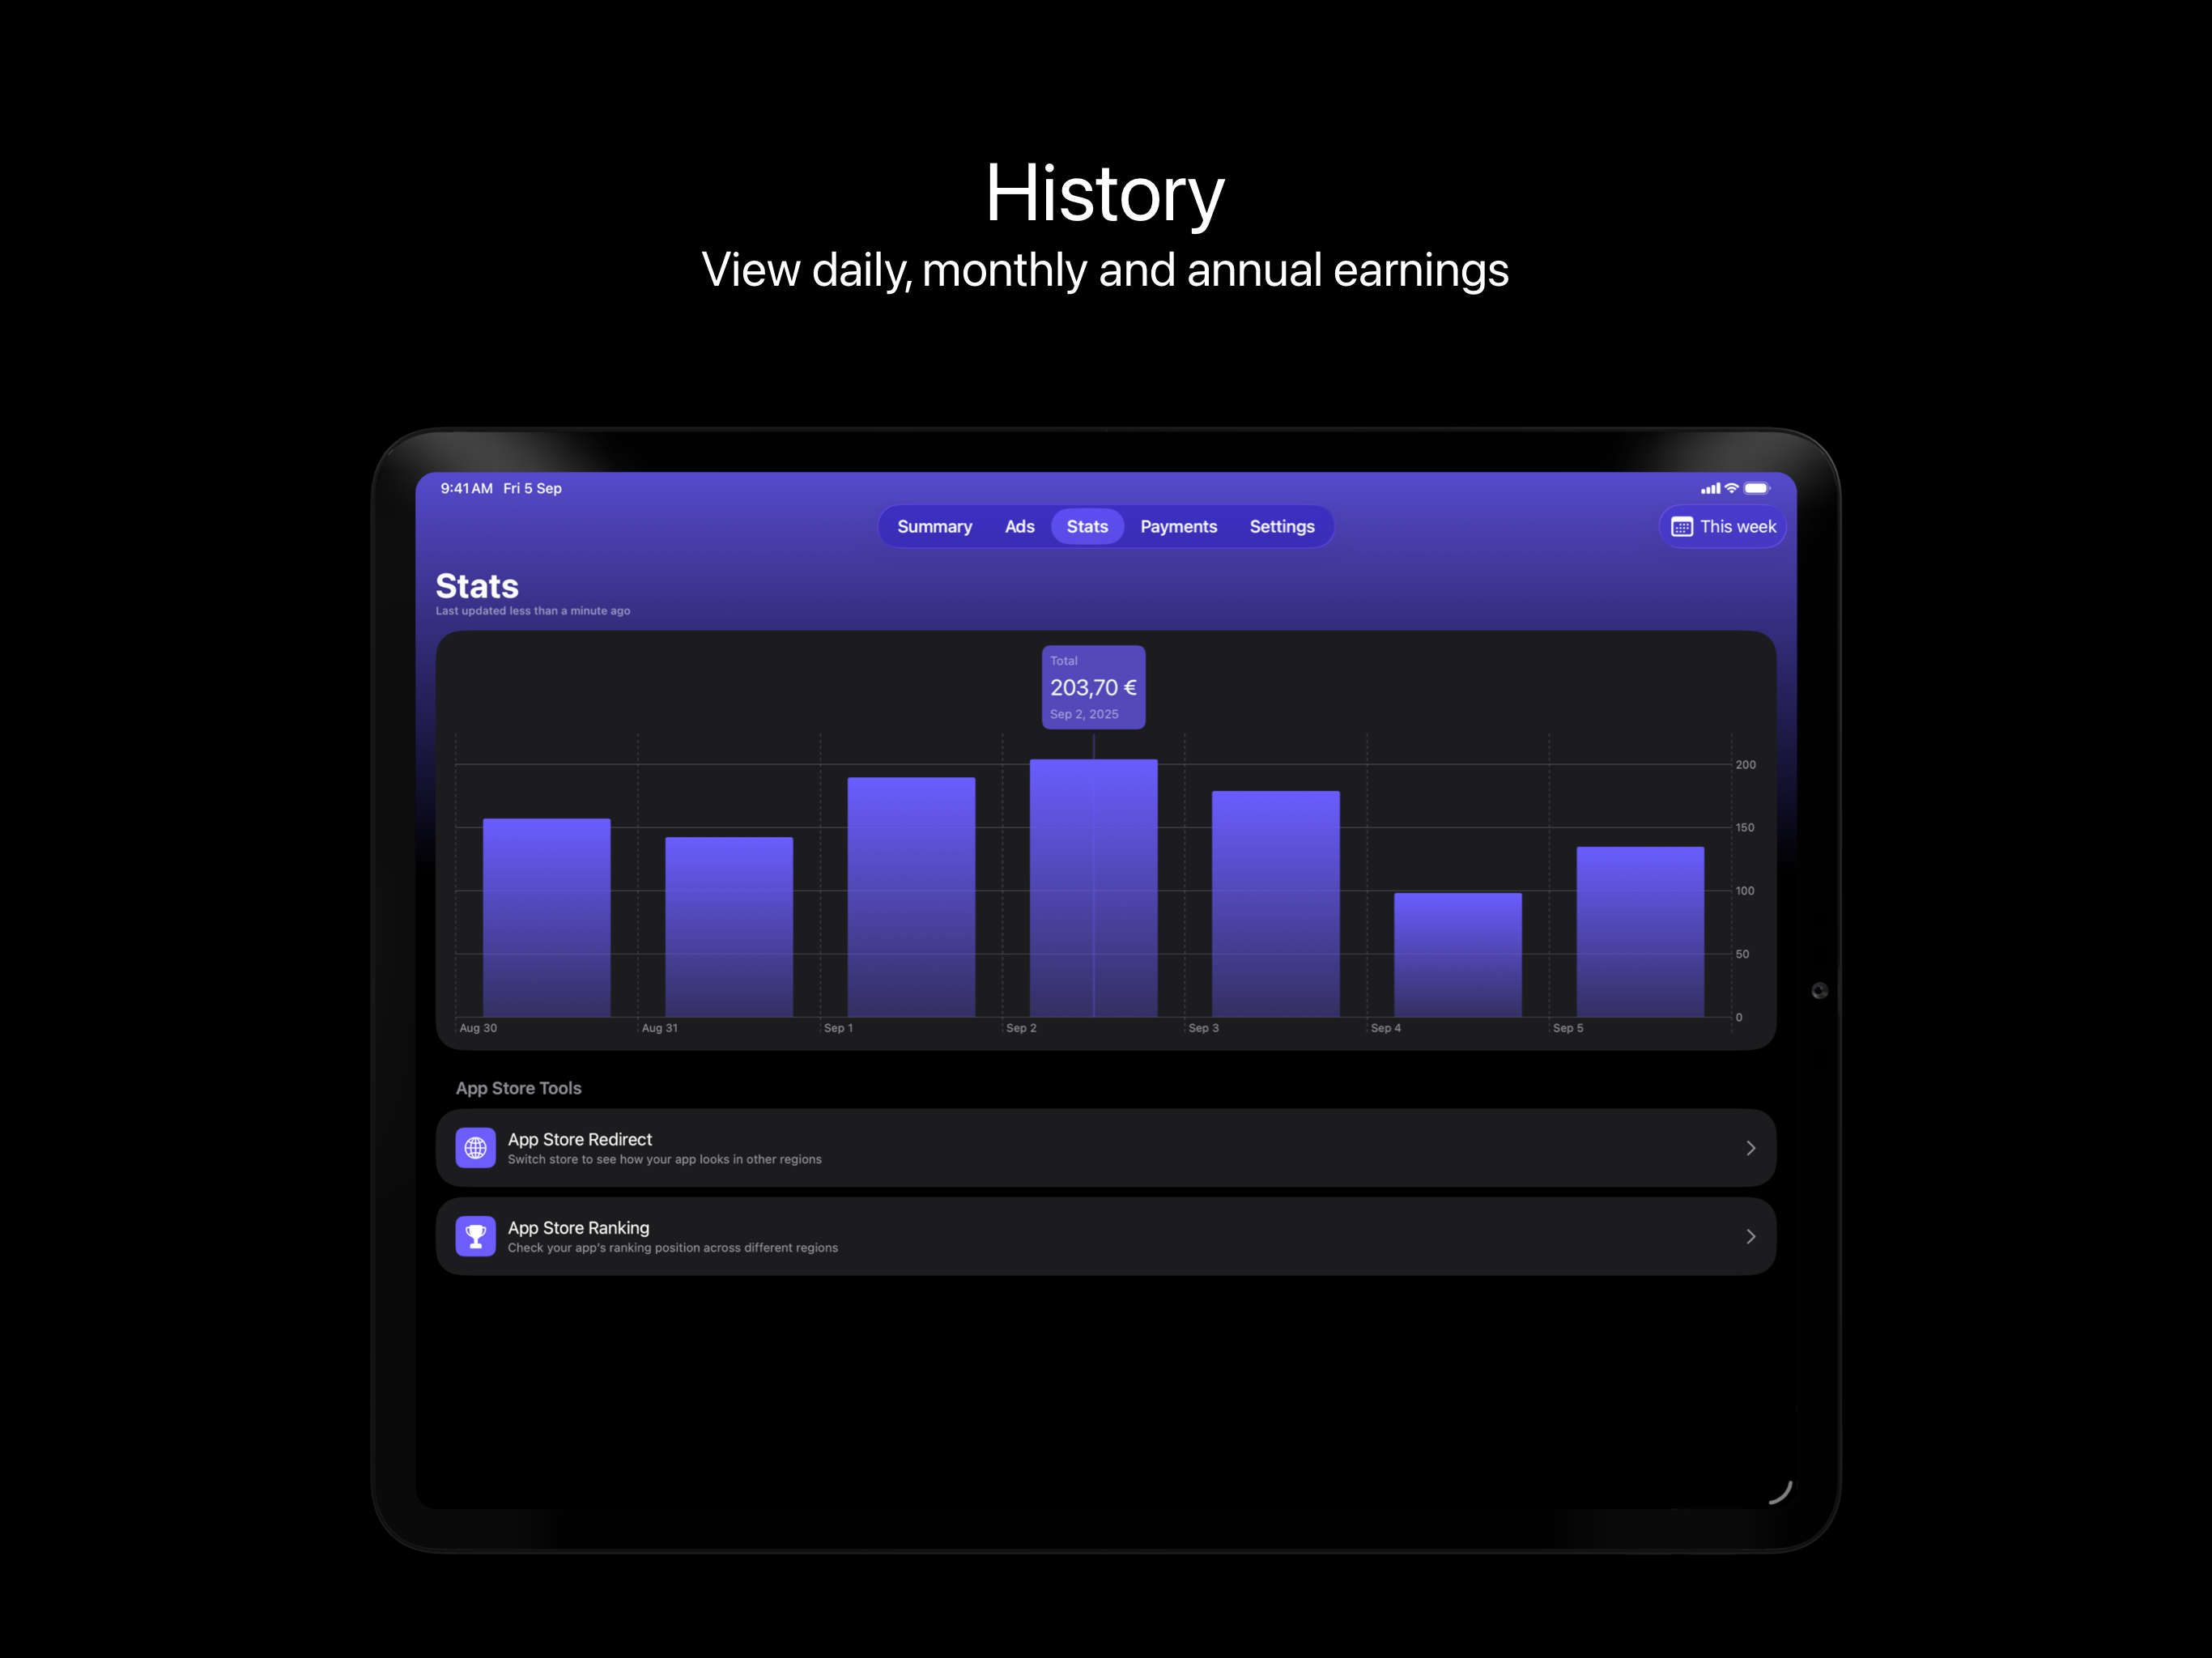 History
View daily, monthly and annual earnings
9:41 AM Fri 5 Sep
Summary Ads Stats Payments Settings
This week
Stats
Last updated less than a minute ago
Total
203,70 €
Sep 2, 2025
200
150
100
50
0
Aug 30 Aug 31 Sep 1 Sep 2 Sep 3 Sep 4 Sep 5
App Store Tools
App Store Redirect
Switch store to see how your app looks in other regions
App Store Ranking
Check your app's ranking position across different regions